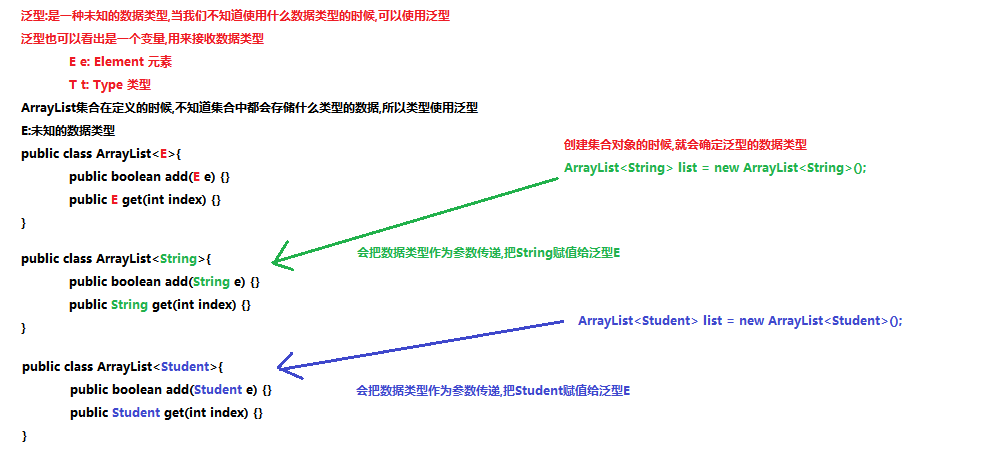 泛型:是一种未知的数据类型,当我们不知道使用什么数据类型的时候,可以使用泛型
泛型也可以看出是一个变量,用来接收数据类型
E e: Element 元素
T t: Type 类型
ArrayList集合在定义的时候,不知道集合中都会存储什么类型的数据,所以类型使用泛型
E:未知的数据类型
public class ArrayList<E>{
public boolean add(E e) {}
public E get(int index) {}
}
创建集合对象的时候,就会确定泛型的数据类型
ArrayList<String> list = new ArrayList<String>();
会把数据类型作为参数传递,把String赋值给泛型E
public class ArrayList<String>{
public boolean add(String e) {}
public String get(int index) {}
}
ArrayList<Student> list = new ArrayList<Student>();
会把数据类型作为参数传递,把Student赋值给泛型E
public class ArrayList<Student>{
public boolean add(Student e) {}
public Student get(int index) {}
}